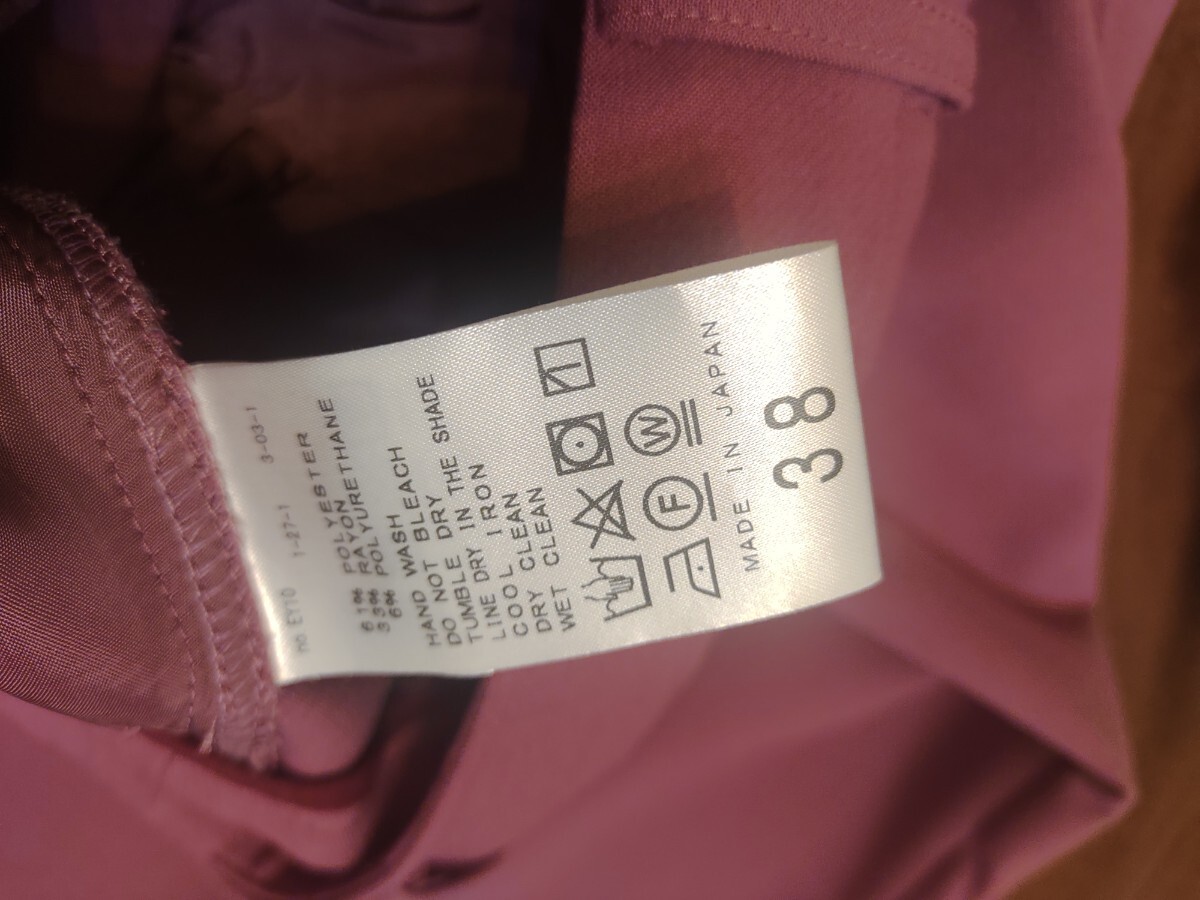 no EY10 1-27-1 3-03-1
61% POLYESTER
33% RAYON
6% POLYURETHANE
HAND WASH
DO NOT BLEACH
TUMBLE DRY
LINE DRY IN THE SHADE
COOL IRON
DRY CLEAN
WET CLEAN
F W
MADE IN JAPAN
38